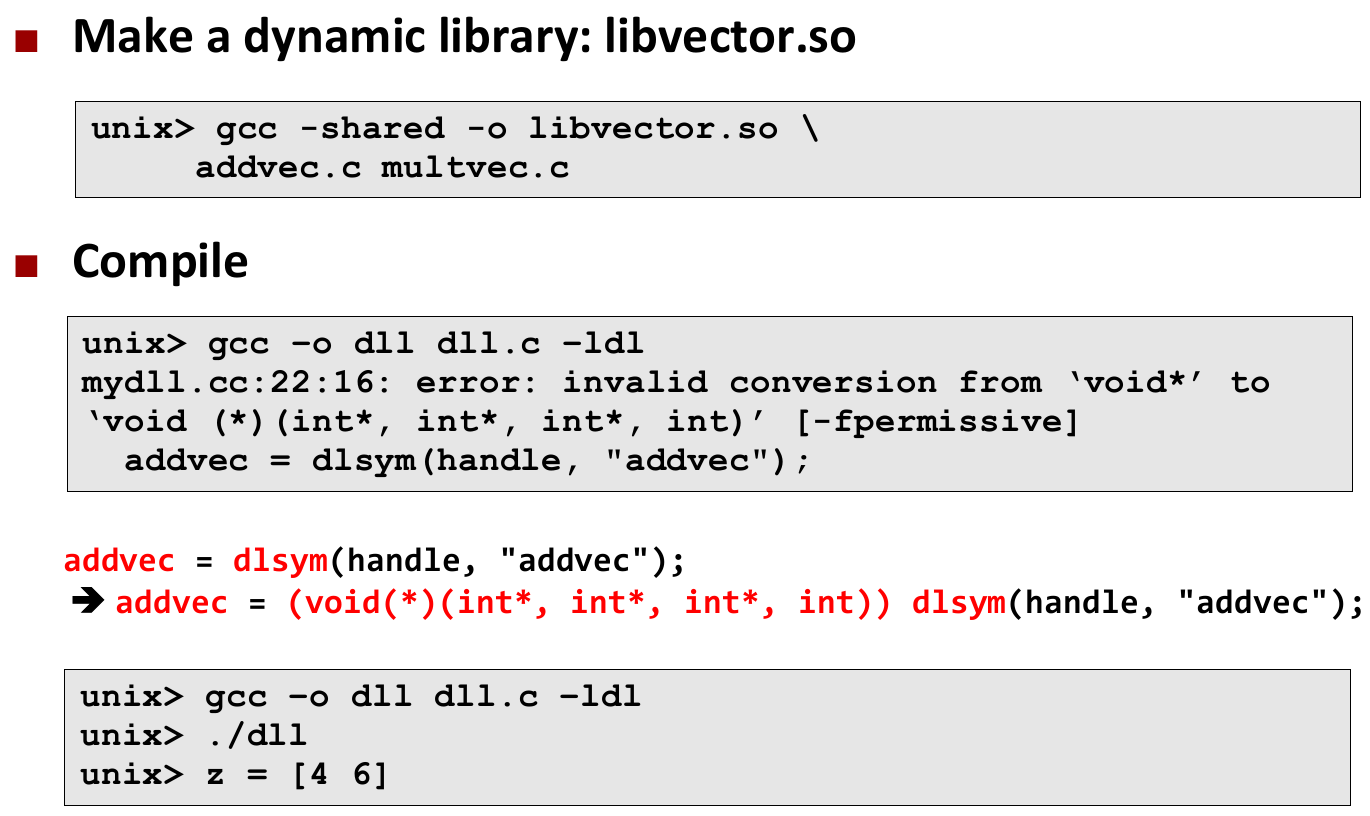 ■ Make a dynamic library: libvector.so
unix> gcc -shared -o libvector.so \
addvec.c multvec.c
■ Compile
unix> gcc –o dll dll.c –ldl
mydll.cc:22:16: error: invalid conversion from ‘void*’ to
‘void (*)(int*, int*, int*, int)’ [-fpermissive]
addvec = dlsym(handle, "addvec");
addvec = dlsym(handle, "addvec");
➔ addvec = (void(*)(int*, int*, int*, int)) dlsym(handle, "addvec");
unix> gcc –o dll dll.c –ldl
unix> ./dll
unix> z = [4 6]